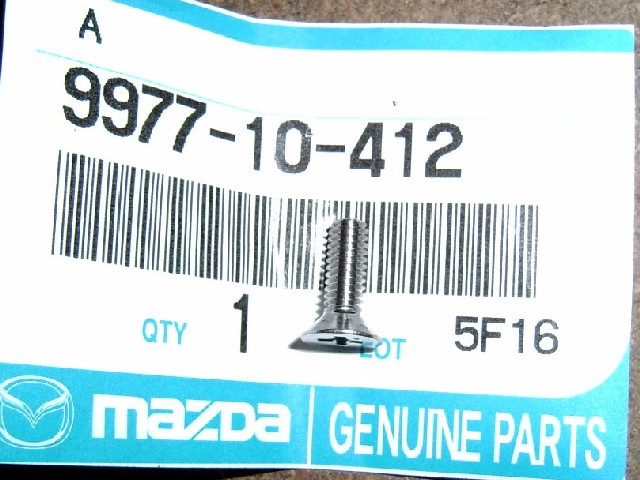 A
9977-10-412
QTY 1 LOT 5F16
mazda GENUINE PARTS